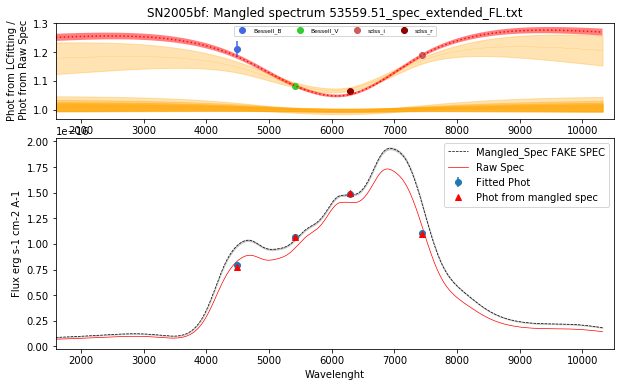 SN2005bf: Mangled spectrum 53559.51_spec_extended_FL.txt
Phot from LCfitting /
Phot from Raw Spec
1.3
1.2
1.1
1.0
Bessell_B
Bessell_V
sdss_i
sdss_r
2000 3000 4000 5000 6000 7000 8000 9000 10000
1e−16
Flux erg s-1 cm-2 A-1
2.00
1.75
1.50
1.25
1.00
0.75
0.50
0.25
0.00
Mangled_Spec FAKE SPEC
Raw Spec
Fitted Phot
Phot from mangled spec
2000 3000 4000 5000 6000 7000 8000 9000 10000
Wavelenght